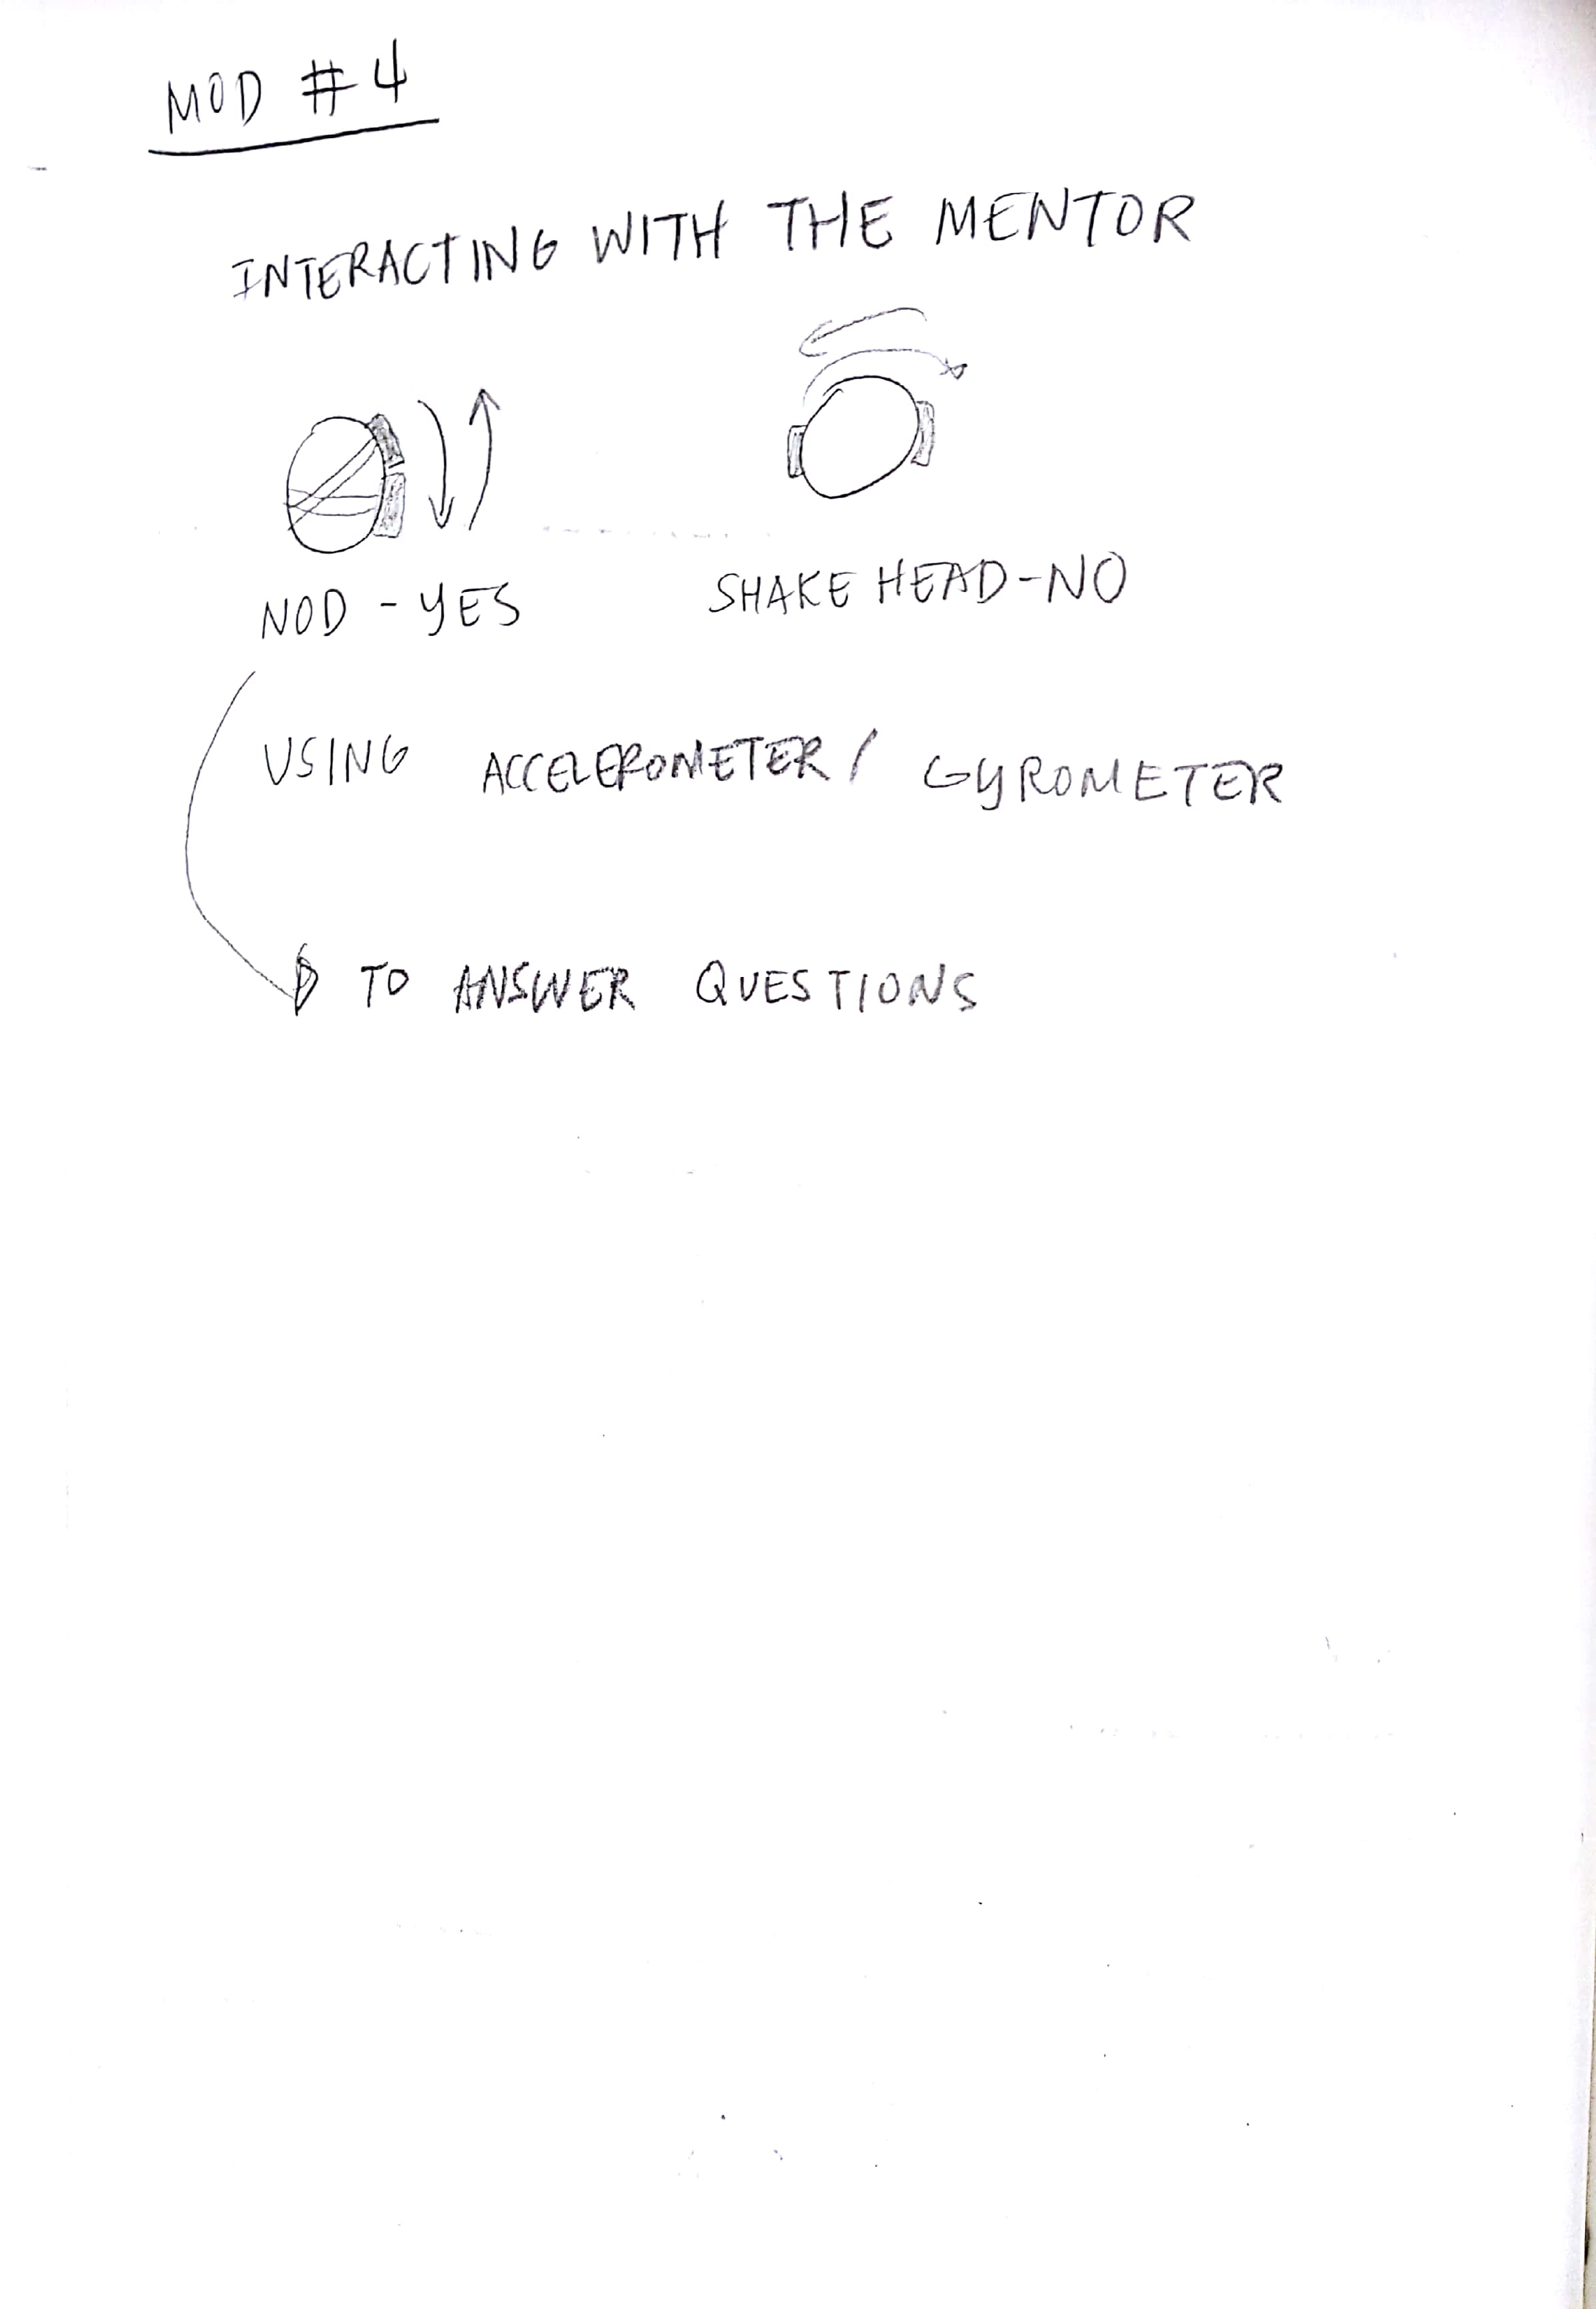 MOD #4
INTERACTING WITH THE MENTOR
NOD - YES
SHAKE HEAD-NO
USING ACCELEROMETER / GYROMETER
TO ANSWER QUESTIONS